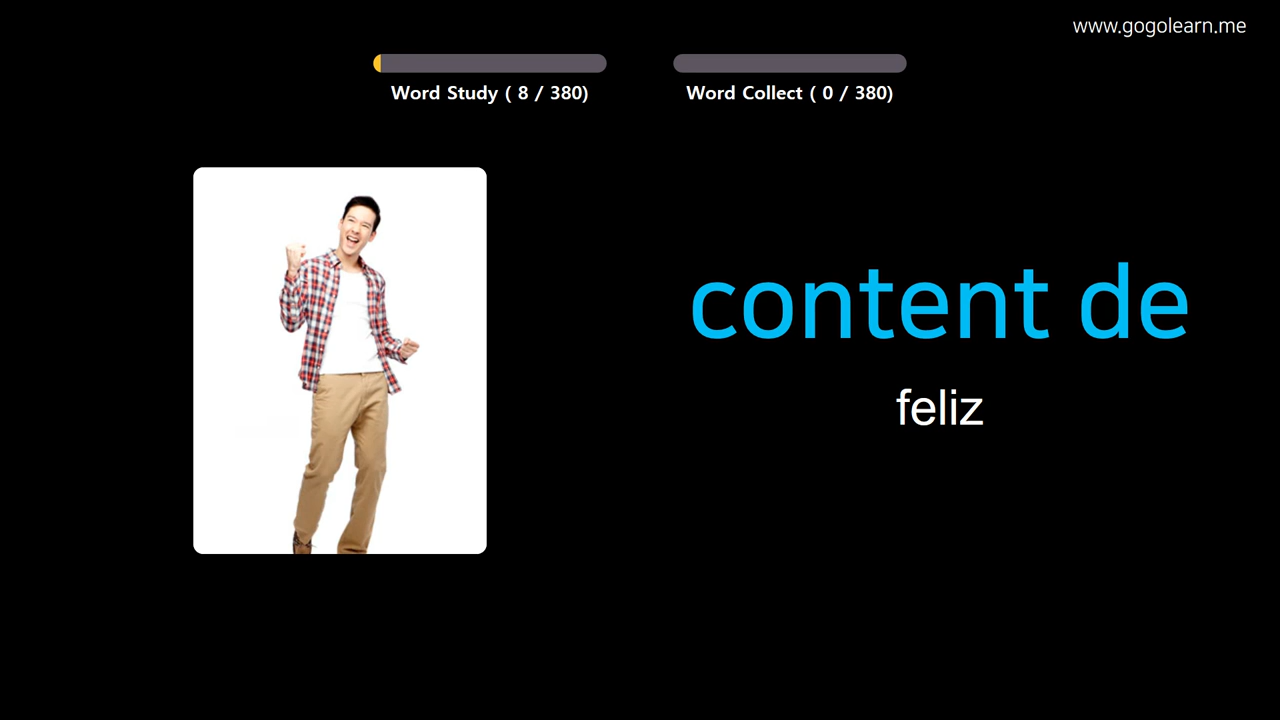 www.gogolearn.me
Word Study ( 8 / 380)
Word Collect ( 0 / 380)
content de
feliz